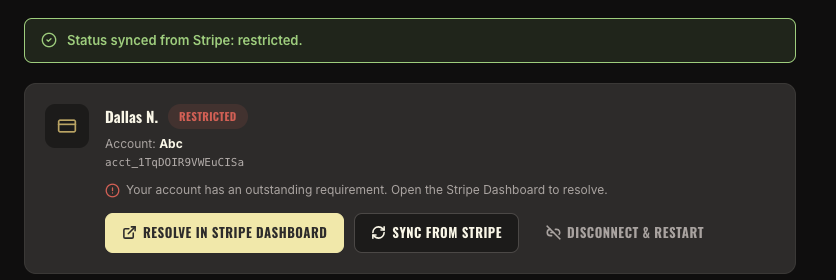 Status synced from Stripe: restricted.
Dallas N. RESTRICTED
Account: Abc
acct_1TqDOIR9VWEuCISa
Your account has an outstanding requirement. Open the Stripe Dashboard to resolve.
RESOLVE IN STRIPE DASHBOARD SYNC FROM STRIPE DISCONNECT & RESTART